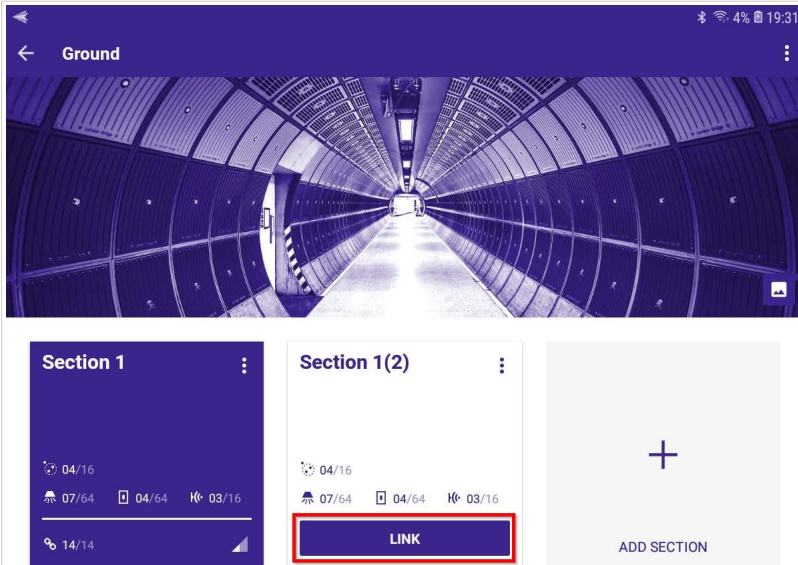 4% 19:31
Ground
Section 1
04/16
07/64 04/64 03/16
14/14
Section 1(2)
04/16
07/64 04/64 03/16
LINK
ADD SECTION